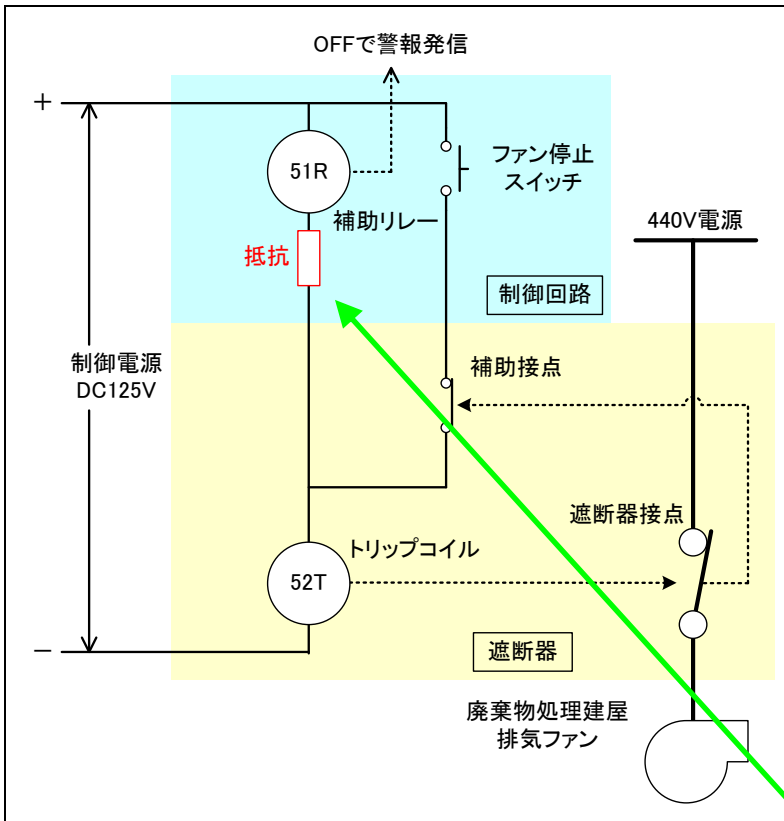 OFFで警報発信
+
51R
ファン停止
スイッチ
補助リレー
440V電源
抵抗
制御回路
制御電源
DC125V
補助接点
遮断器接点
トリップコイル
52T
−
遮断器
廃棄物処理建屋
排気ファン